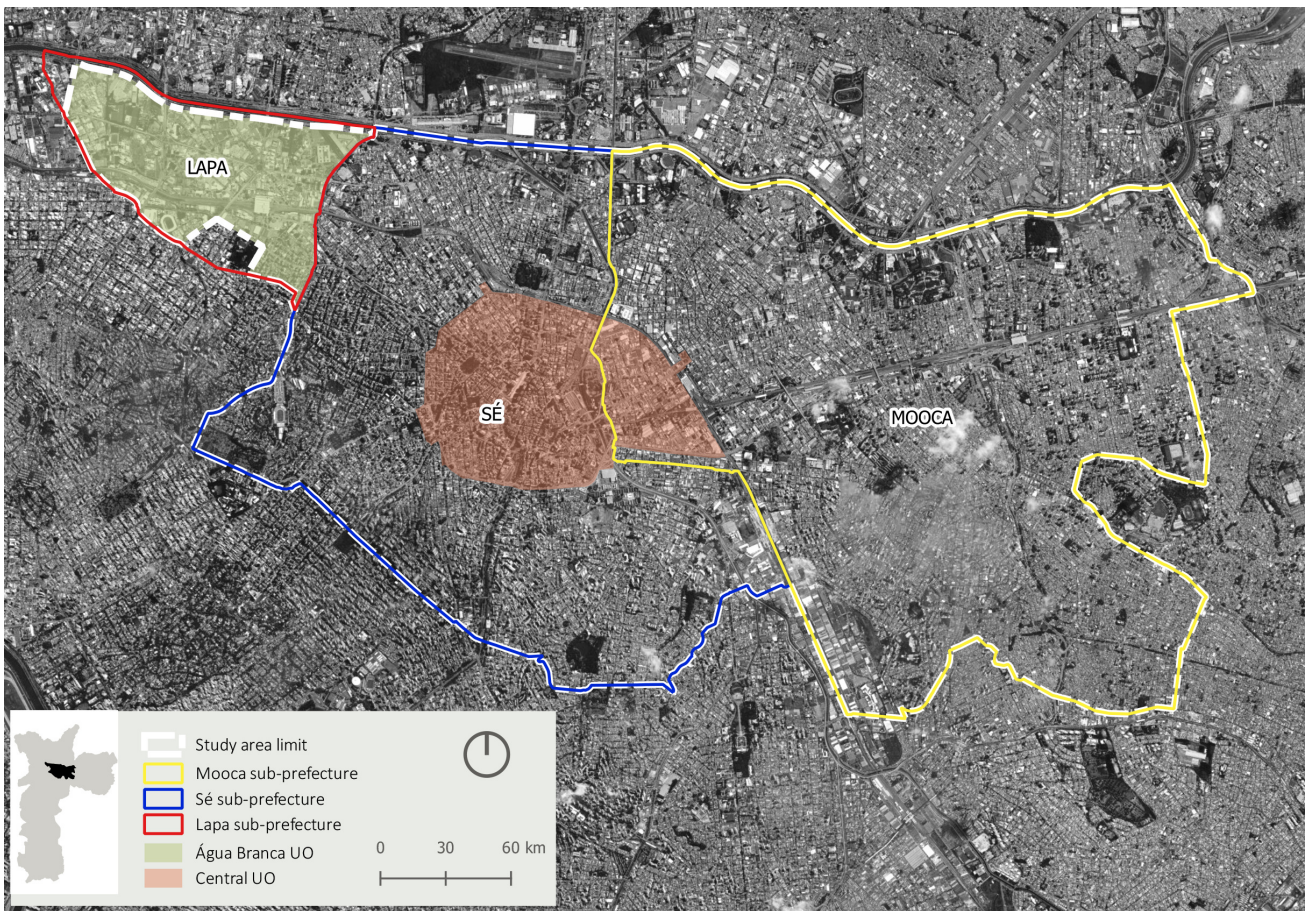 LAPA
SÉ
MOOCA
Study area limit
Mooca sub-prefecture
Sé sub-prefecture
Lapa sub-prefecture
Água Branca UO
Central UO
0 30 60 km